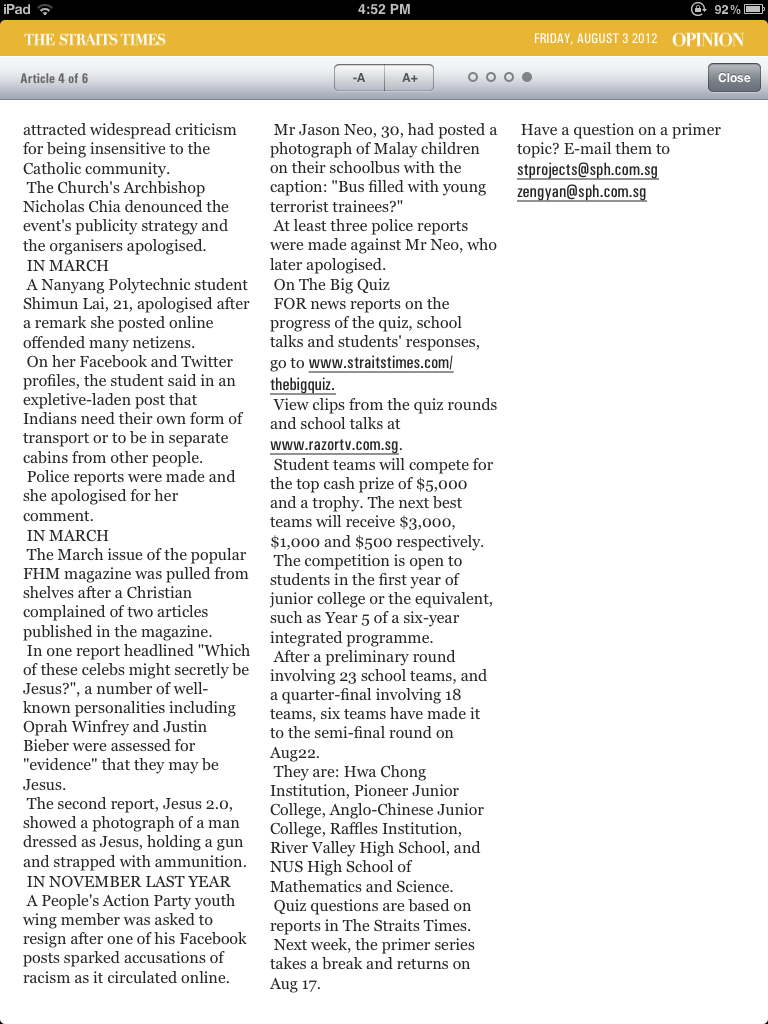 iPad
4:52 PM
92%
THE STRAITS TIMES
FRIDAY, AUGUST 3 2012 OPINION
Article 4 of 6
-A A+
Close
attracted widespread criticism
for being insensitive to the
Catholic community.
The Church's Archbishop
Nicholas Chia denounced the
event's publicity strategy and
the organisers apologised.
IN MARCH
A Nanyang Polytechnic student
Shimun Lai, 21, apologised after
a remark she posted online
offended many netizens.
On her Facebook and Twitter
profiles, the student said in an
expletive-laden post that
Indians need their own form of
transport or to be in separate
cabins from other people.
Police reports were made and
she apologised for her
comment.
IN MARCH
The March issue of the popular
FHM magazine was pulled from
shelves after a Christian
complained of two articles
published in the magazine.
In one report headlined "Which
of these celebs might secretly be
Jesus?", a number of well-
known personalities including
Oprah Winfrey and Justin
Bieber were assessed for
"evidence" that they may be
Jesus.
The second report, Jesus 2.0,
showed a photograph of a man
dressed as Jesus, holding a gun
and strapped with ammunition.
IN NOVEMBER LAST YEAR
A People's Action Party youth
wing member was asked to
resign after one of his Facebook
posts sparked accusations of
racism as it circulated online.
Mr Jason Neo, 30, had posted a
photograph of Malay children
on their schoolbus with the
caption: "Bus filled with young
terrorist trainees?"
At least three police reports
were made against Mr Neo, who
later apologised.
On The Big Quiz
FOR news reports on the
progress of the quiz, school
talks and students' responses,
go to www.straitstimes.com/
thebigquiz.
View clips from the quiz rounds
and school talks at
www.razortv.com.sg.
Student teams will compete for
the top cash prize of $5,000
and a trophy. The next best
teams will receive $3,000,
$1,000 and $500 respectively.
The competition is open to
students in the first year of
junior college or the equivalent,
such as Year 5 of a six-year
integrated programme.
After a preliminary round
involving 23 school teams, and
a quarter-final involving 18
teams, six teams have made it
to the semi-final round on
Aug22.
They are: Hwa Chong
Institution, Pioneer Junior
College, Anglo-Chinese Junior
College, Raffles Institution,
River Valley High School, and
NUS High School of
Mathematics and Science.
Quiz questions are based on
reports in The Straits Times.
Next week, the primer series
takes a break and returns on
Aug 17.
Have a question on a primer
topic? E-mail them to
stprojects@sph.com.sg
zengyan@sph.com.sg